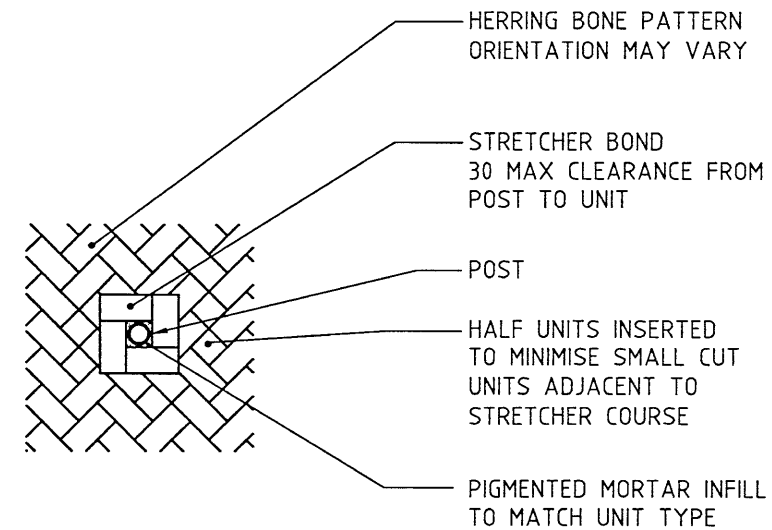 HERRING BONE PATTERN
ORIENTATION MAY VARY
STRETCHER BOND
30 MAX CLEARANCE FROM
POST TO UNIT
POST
HALF UNITS INSERTED
TO MINIMISE SMALL CUT
UNITS ADJACENT TO
STRETCHER COURSE
PIGMENTED MORTAR INFILL
TO MATCH UNIT TYPE